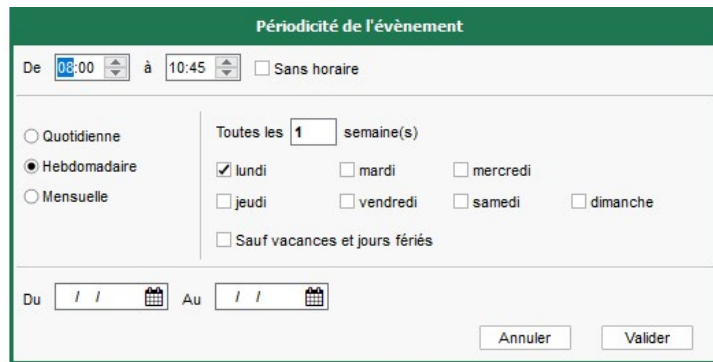 Périodicité de l'évènement
De 08:00 à 10:45 Sans horaire
Quotidienne
Hebdomadaire
Mensuelle
Toutes les 1 semaine(s)
lundi mardi mercredi
jeudi vendredi samedi dimanche
Sauf vacances et jours fériés
Du / / Au / /
Annuler Valider